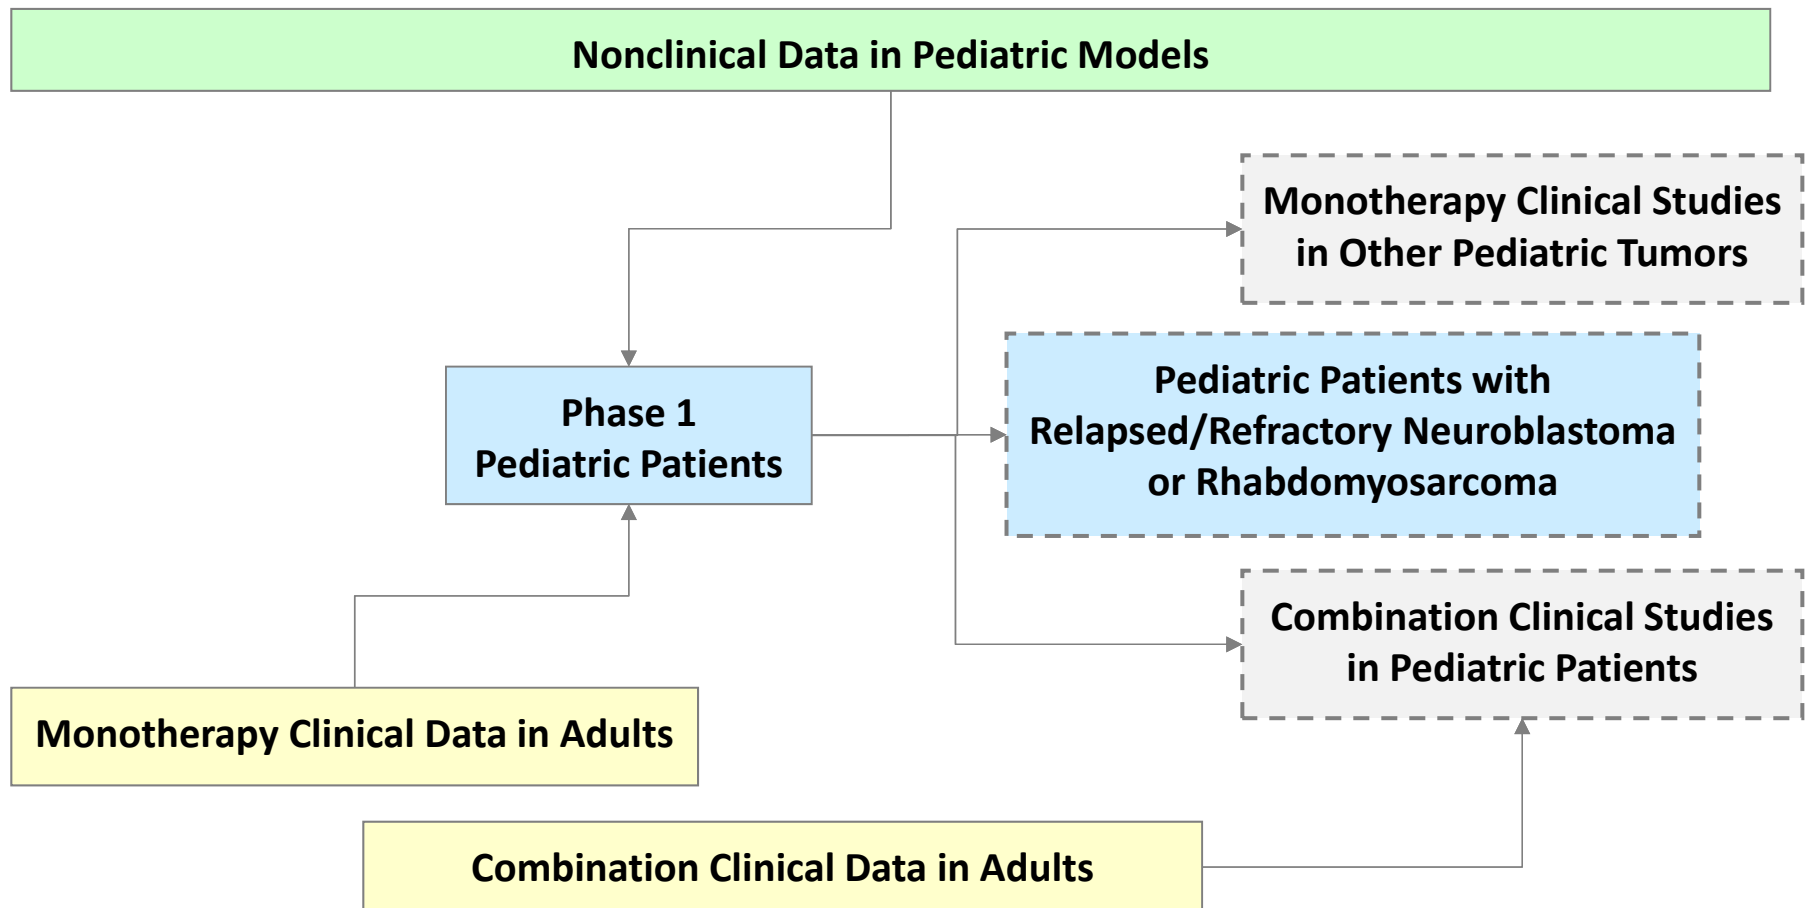 Nonclinical Data in Pediatric Models
Monotherapy Clinical Studies
in Other Pediatric Tumors
Pediatric Patients with
Relapsed/Refractory Neuroblastoma
or Rhabdomyosarcoma
Phase 1
Pediatric Patients
Combination Clinical Studies
in Pediatric Patients
Monotherapy Clinical Data in Adults
Combination Clinical Data in Adults